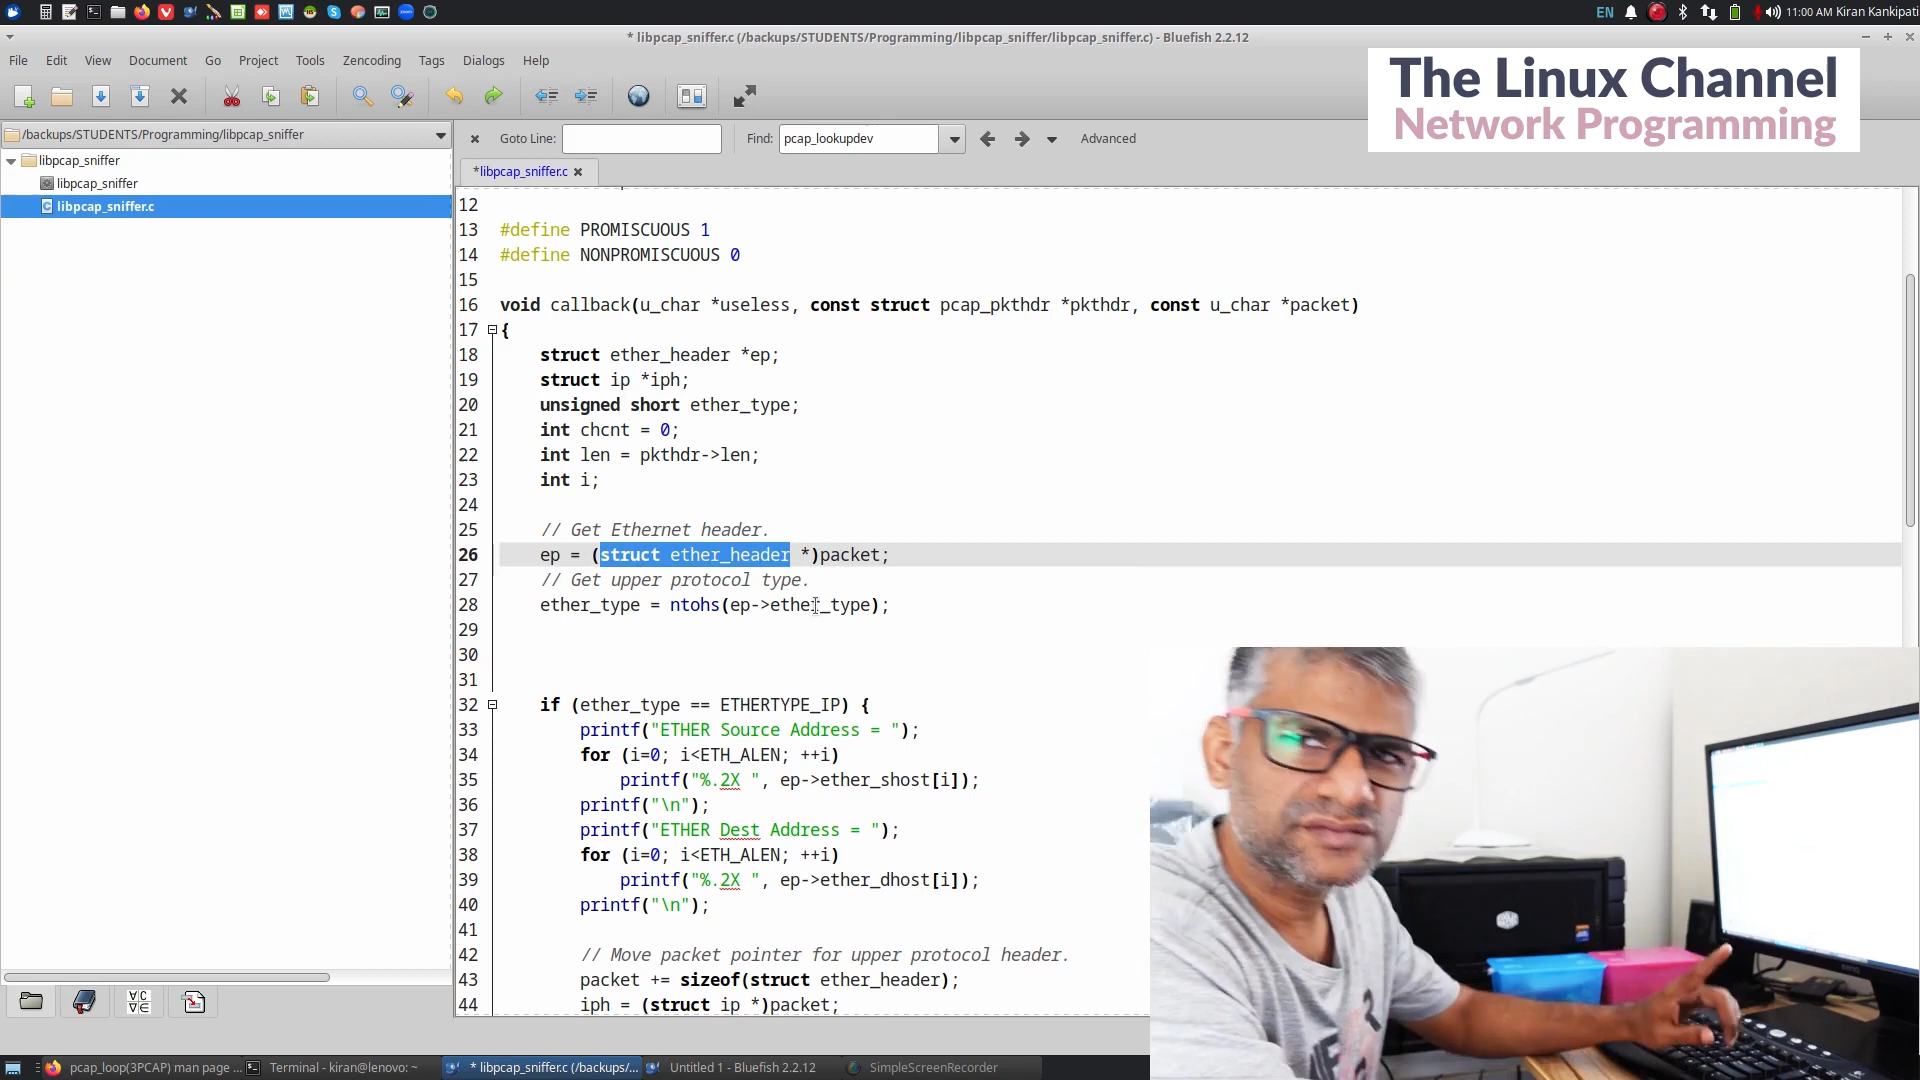 EN
11:00 AM Kiran Kankipati
* libpcap_sniffer.c (/backups/STUDENTS/Programming/libpcap_sniffer/libpcap_sniffer.c) - Bluefish 2.2.12
File Edit View Document Go Project Tools Zencoding Tags Dialogs Help
The Linux Channel
Network Programming
/backups/STUDENTS/Programming/libpcap_sniffer
Goto Line: Find: pcap_lookupdev Advanced
libpcap_sniffer
libpcap_sniffer
libpcap_sniffer.c
*libpcap_sniffer.c
12
13 #define PROMISCUOUS 1
14 #define NONPROMISCUOUS 0
15
16 void callback(u_char *useless, const struct pcap_pkthdr *pkthdr, const u_char *packet)
17 {
18 struct ether_header *ep;
19 struct ip *iph;
20 unsigned short ether_type;
21 int chcnt = 0;
22 int len = pkthdr->len;
23 int i;
24
25 // Get Ethernet header.
26 ep = (struct ether_header *)packet;
27 // Get upper protocol type.
28 ether_type = ntohs(ep->ether_type);
29
30
31
32 if (ether_type == ETHERTYPE_IP) {
33 printf("ETHER Source Address = ");
34 for (i=0; i<ETH_ALEN; ++i)
35 printf("%.2X ", ep->ether_shost[i]);
36 printf("\n");
37 printf("ETHER Dest Address = ");
38 for (i=0; i<ETH_ALEN; ++i)
39 printf("%.2X ", ep->ether_dhost[i]);
40 printf("\n");
41
42 // Move packet pointer for upper protocol header.
43 packet += sizeof(struct ether_header);
44 iph = (struct ip *)packet;
pcap_loop(3PCAP) man page ...
Terminal - kiran@lenovo: ~
* libpcap_sniffer.c (/backups/...
Untitled 1 - Bluefish 2.2.12
SimpleScreenRecorder